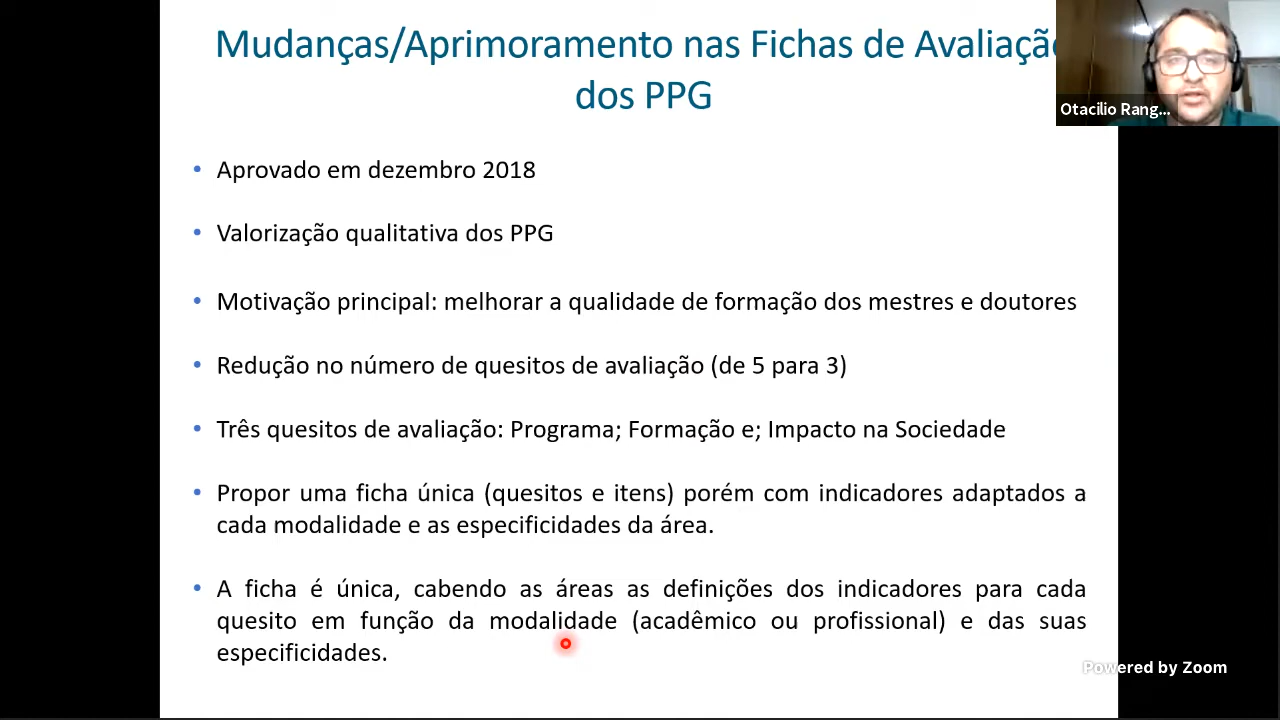 Mudanças/Aprimoramento nas Fichas de Avaliação
dos PPG
Otacilio Rang...
• Aprovado em dezembro 2018
• Valorização qualitativa dos PPG
• Motivação principal: melhorar a qualidade de formação dos mestres e doutores
• Redução no número de quesitos de avaliação (de 5 para 3)
• Três quesitos de avaliação: Programa; Formação e; Impacto na Sociedade
• Propor uma ficha única (quesitos e itens) porém com indicadores adaptados a
cada modalidade e as especificidades da área.
• A ficha é única, cabendo as áreas as definições dos indicadores para cada
quesito em função da modalidade (acadêmico ou profissional) e das suas
especificidades.
Powered by Zoom